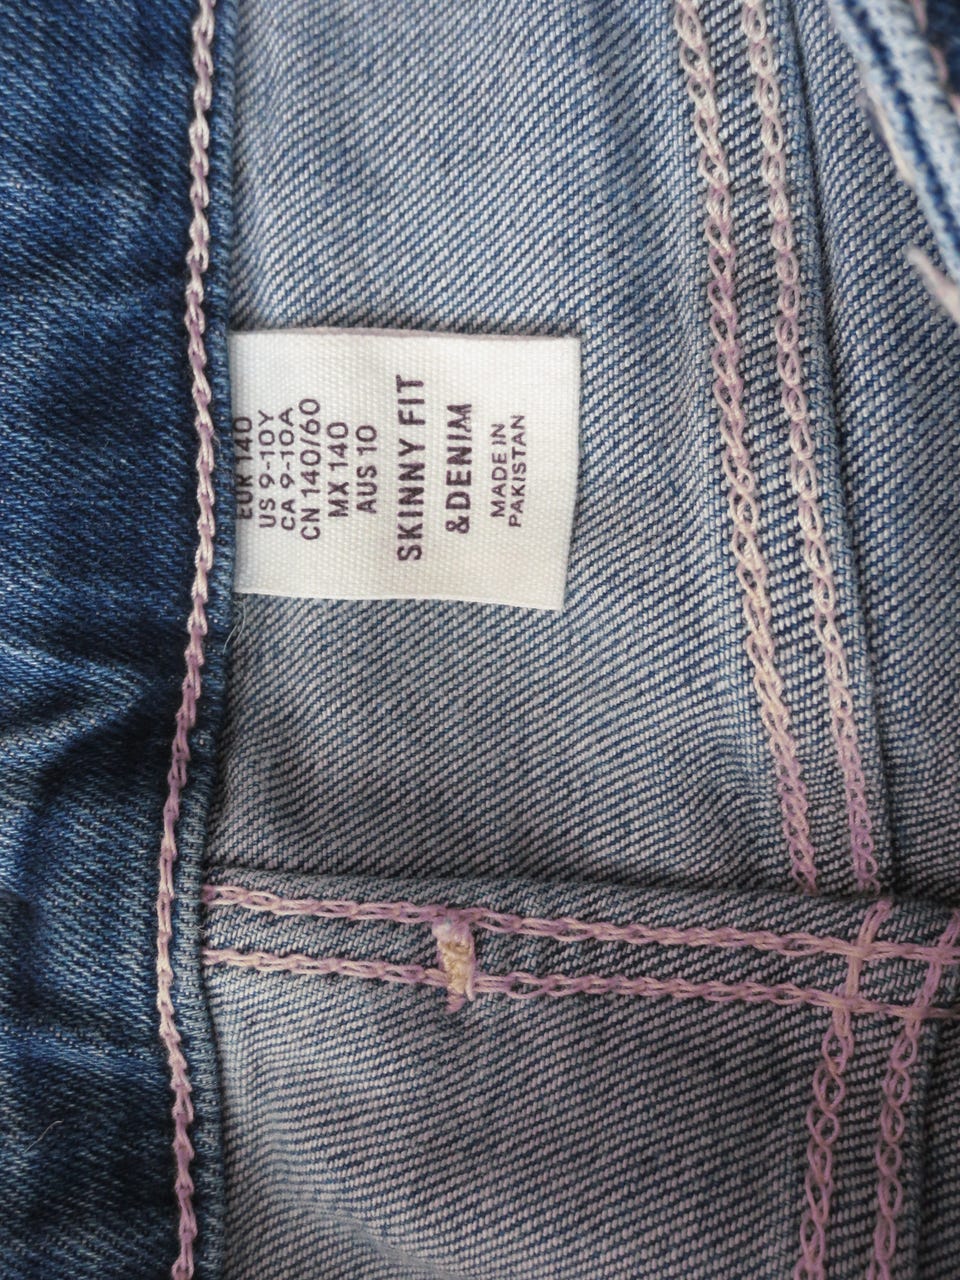 EUR 140
US 9-10Y
CA 9-10A
CN 140/60
MX 140
AUS 10
SKINNY FIT
&DENIM
MADE IN
PAKISTAN